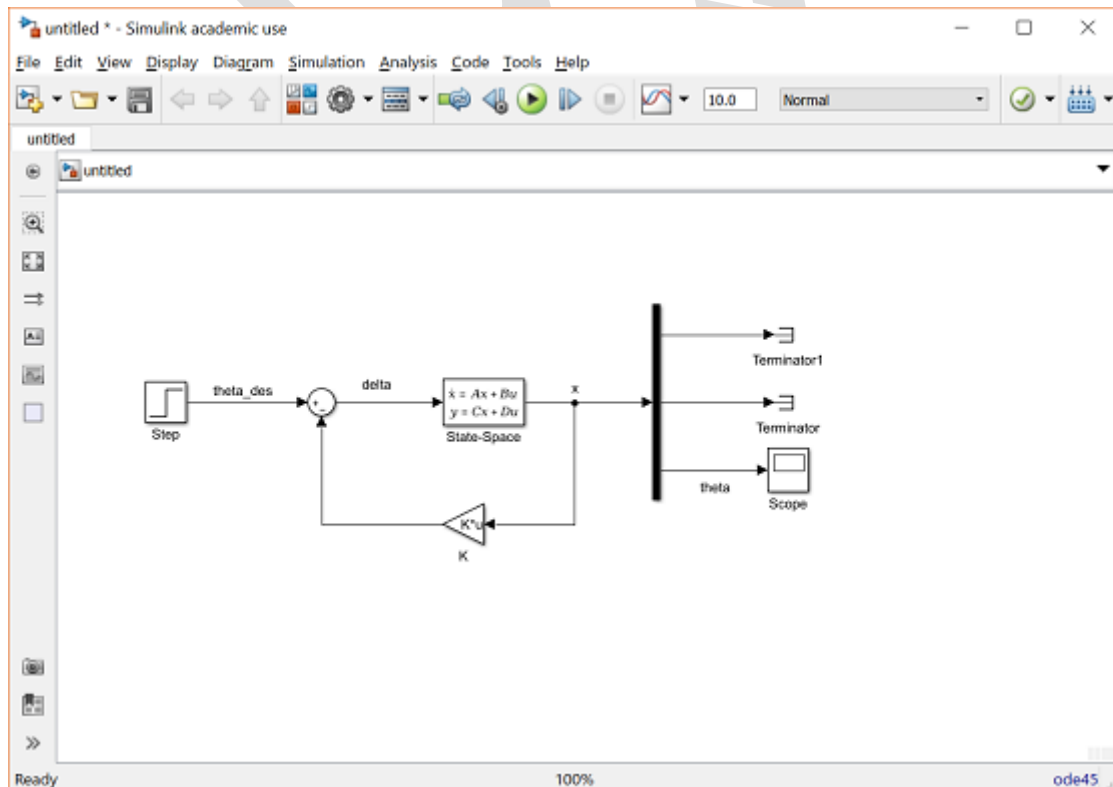 untitled * - Simulink academic use
File Edit View Display Diagram Simulation Analysis Code Tools Help
10.0 Normal
untitled
untitled
Terminator1
theta_des delta x
ẋ = Ax + Bu
y = Cx + Du
Step State-Space Terminator
theta Scope
K*u
K
Ready 100% ode45